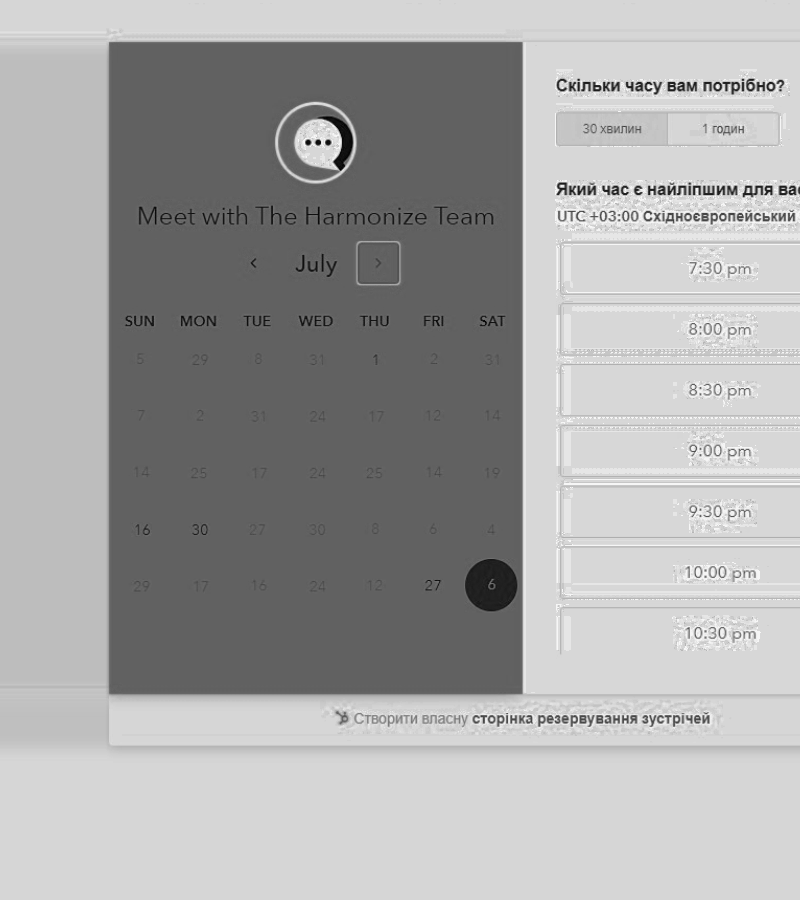 Meet with The Harmonize Team
July
SUN MON TUE WED THU FRI SAT
5 29 8 31 1 2 31
7 2 31 24 17 12 14
14 25 17 24 25 14 19
16 30 27 30 8 6 4
29 17 16 24 12 27 6
Скільки часу вам потрібно?
30 хвилин 1 годин
Який час є найліпшим для вас
UTC +03:00 Східноєвропейський
7:30 pm
8:00 pm
8:30 pm
9:00 pm
9:30 pm
10:00 pm
10:30 pm
Створити власну сторінка резервування зустрічей